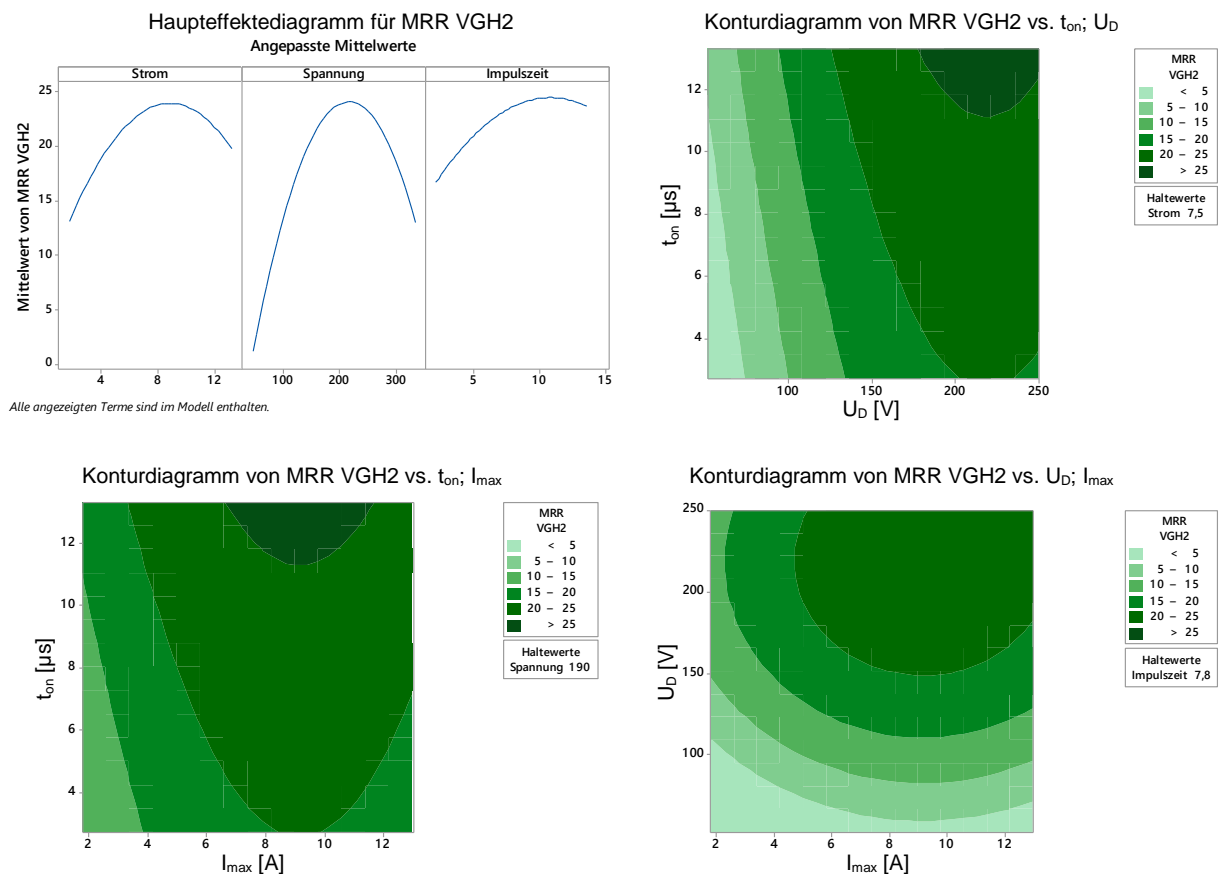 Haupteffektediagramm für MRR VGH2
Angepasste Mittelwerte
Strom Spannung Impulszeit
Mittelwert von MRR VGH2
25
20
15
10
5
0
4 8 12 100 200 300 5 10 15
Alle angezeigten Terme sind im Modell enthalten.
Konturdiagramm von MRR VGH2 vs. ton; UD
ton [µs]
12
10
8
6
4
100 150 200 250
UD [V]
MRR
VGH2
< 5
5 – 10
10 – 15
15 – 20
20 – 25
> 25
Haltewerte
Strom 7,5
Konturdiagramm von MRR VGH2 vs. ton; Imax
ton [µs]
12
10
8
6
4
2 4 6 8 10 12
Imax [A]
MRR
VGH2
< 5
5 – 10
10 – 15
15 – 20
20 – 25
> 25
Haltewerte
Spannung 190
Konturdiagramm von MRR VGH2 vs. UD; Imax
UD [V]
250
200
150
100
2 4 6 8 10 12
Imax [A]
MRR
VGH2
< 5
5 – 10
10 – 15
15 – 20
20 – 25
> 25
Haltewerte
Impulszeit 7,8